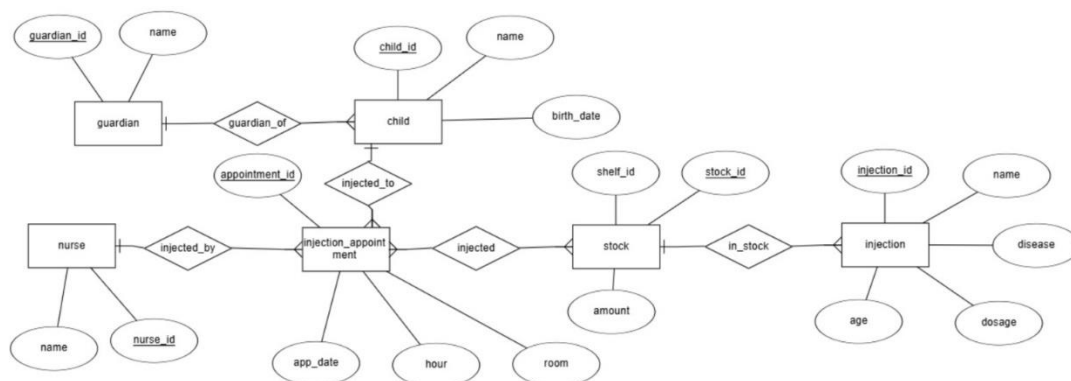 guardian_id
name
child_id
name
guardian
guardian_of
child
birth_date
appointment_id
injected_to
shelf_id
stock_id
injection_id
name
nurse
injected_by
injection_appoint
ment
injected
stock
in_stock
injection
disease
name
nurse_id
app_date
hour
room
amount
age
dosage